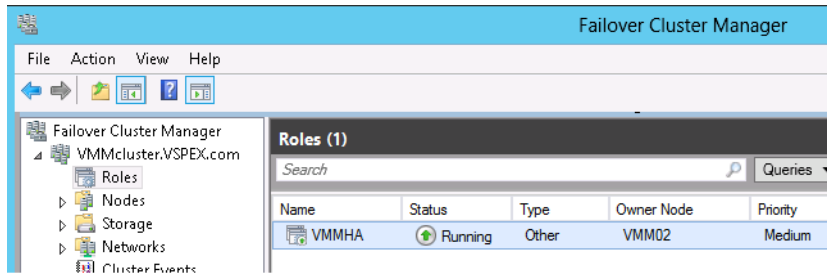 Failover Cluster Manager
File Action View Help
Failover Cluster Manager
VMMcluster.VSPEX.com
Roles
Nodes
Storage
Networks
Cluster Events
Roles (1)
Search
Queries
Name Status Type Owner Node Priority
VMMHA Running Other VMM02 Medium